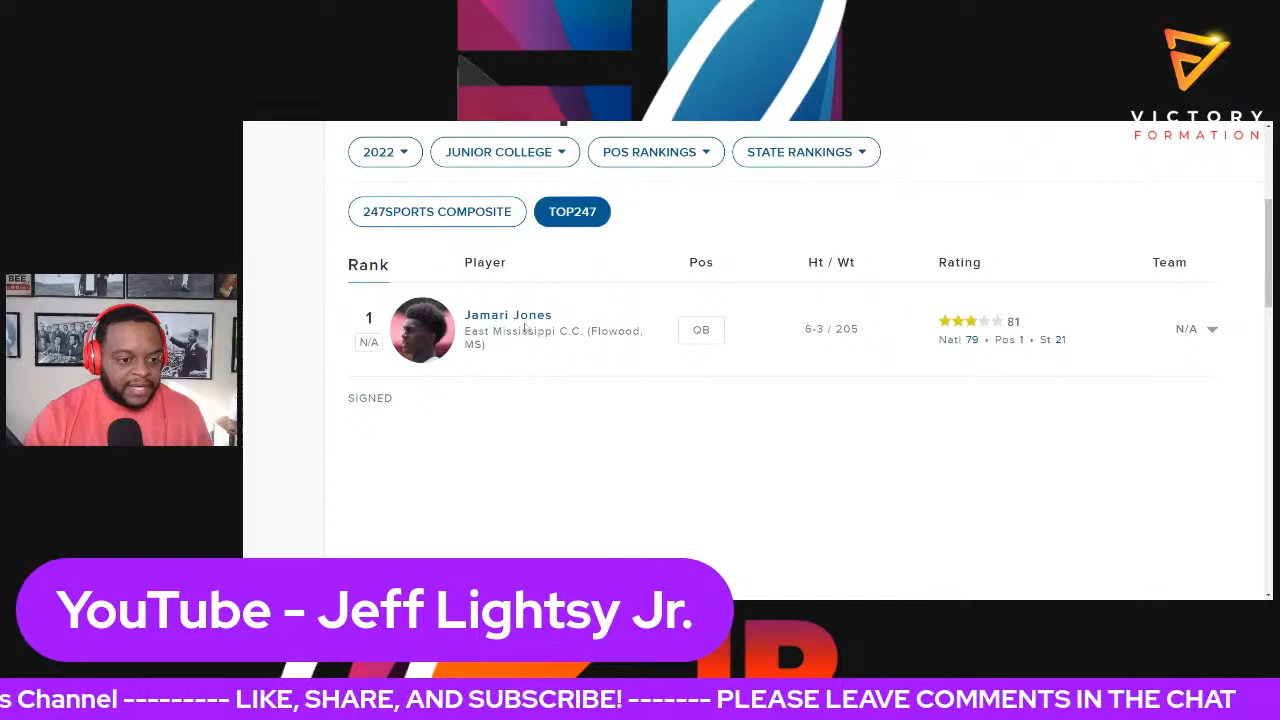 VICTORY
FORMATION
2022
JUNIOR COLLEGE
POS RANKINGS
STATE RANKINGS
247SPORTS COMPOSITE
TOP247
Rank Player Pos Ht / Wt Rating Team
1
N/A
Jamari Jones
East Mississippi C.C. (Flowood,
MS)
QB
6-3 / 205
81
Natl 79 • Pos 1 • St 21
N/A
SIGNED
BEE,
YouTube - Jeff Lightsy Jr.
s Channel --------- LIKE, SHARE, AND SUBSCRIBE! ------- PLEASE LEAVE COMMENTS IN THE CHAT